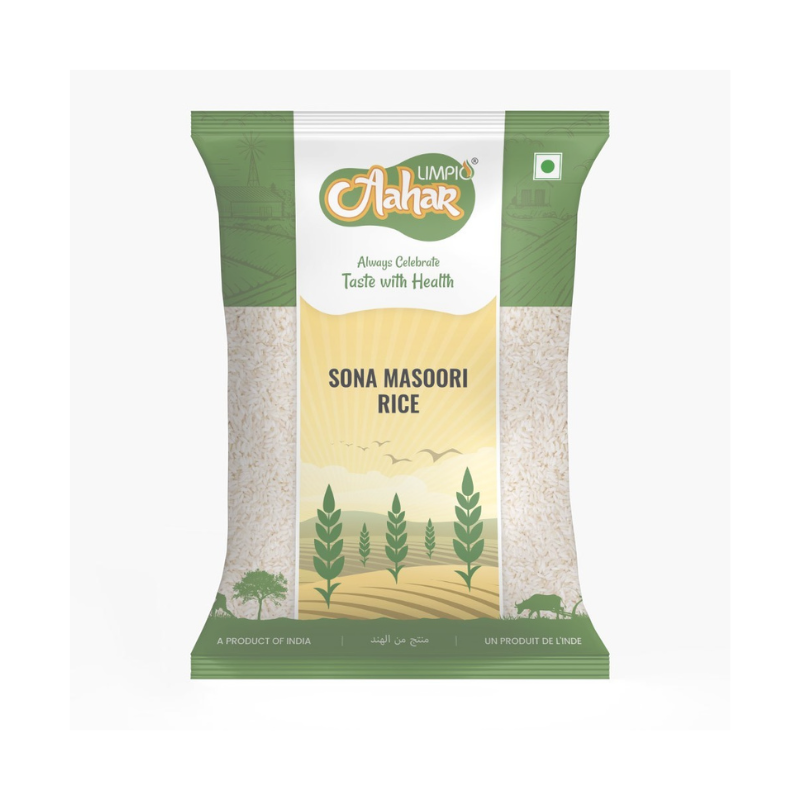 LIMPIO®
Aahar
Always Celebrate
Taste with Health
SONA MASOORI
RICE
A PRODUCT OF INDIA | منتج من الهند | UN PRODUIT DE L'INDE